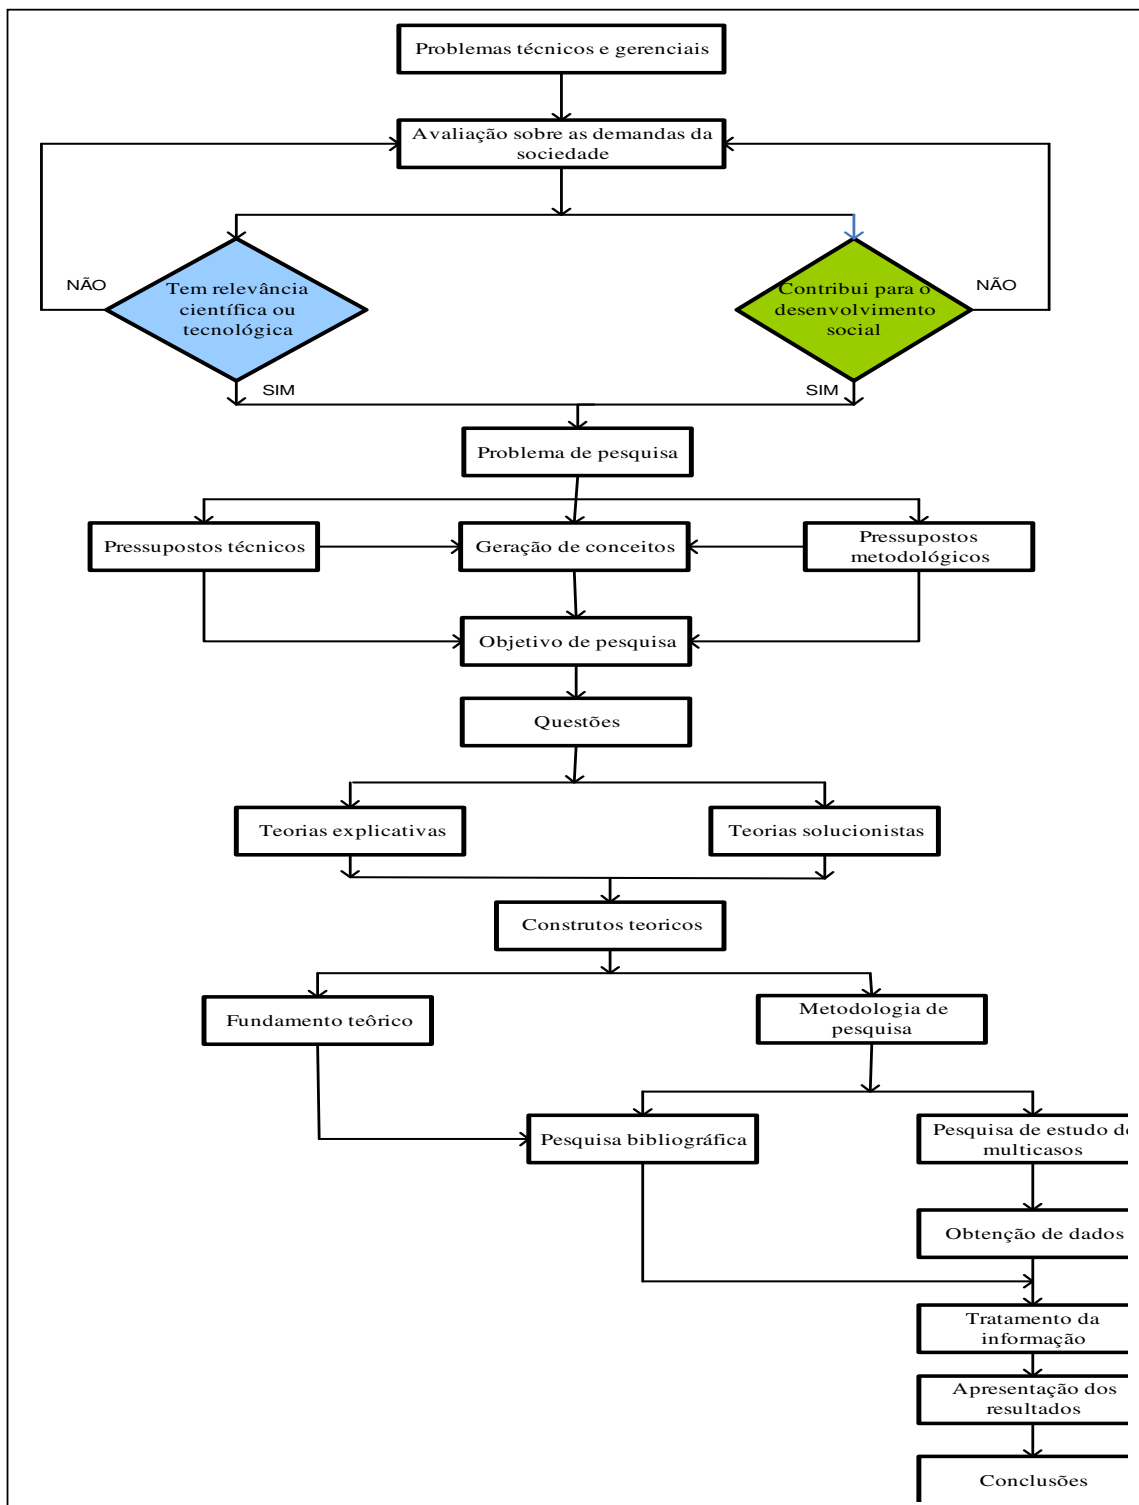 Problemas técnicos e gerenciais
Avaliação sobre as demandas da
sociedade
NÃO
Tem relevância
científica ou
tecnológica
Contribui para o
desenvolvimento
social
NÃO
SIM
SIM
Problema de pesquisa
Pressupostos técnicos
Geração de conceitos
Pressupostos
metodológicos
Objetivo de pesquisa
Questões
Teorias explicativas
Teorias solucionistas
Construtos teoricos
Fundamento teôrico
Metodologia de
pesquisa
Pesquisa bibliográfica
Pesquisa de estudo de
multicasos
Obtenção de dados
Tratamento da
informação
Apresentação dos
resultados
Conclusões